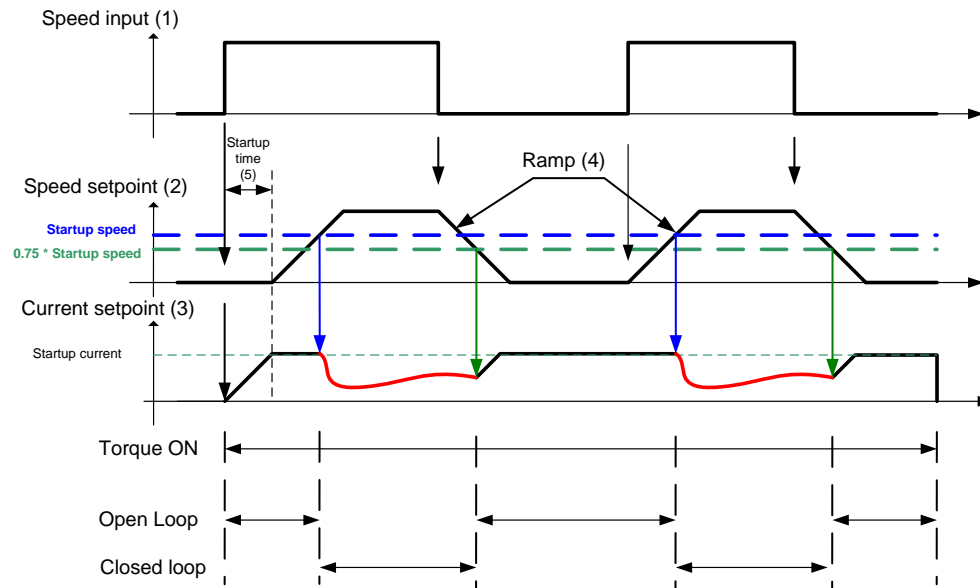 Speed input (1)
Startup
time
(5)
Ramp (4)
Speed setpoint (2)
Startup speed
0.75 * Startup speed
Current setpoint (3)
Startup current
Torque ON
Open Loop
Closed loop